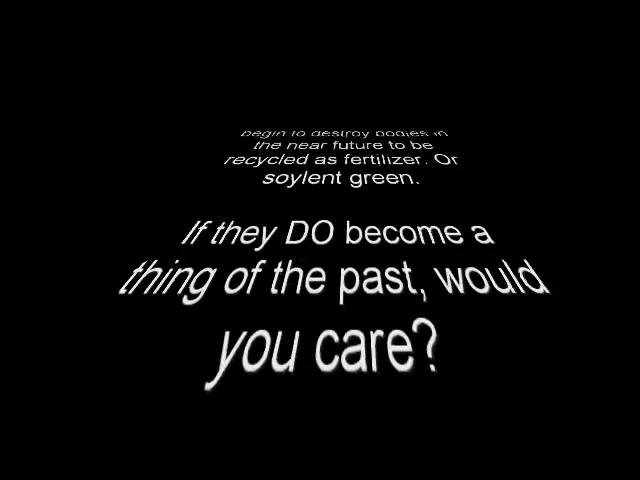 begin to destroy bodies in
the near future to be
recycled as fertilizer. Or
soylent green.
If they DO become a
thing of the past, would
you care?